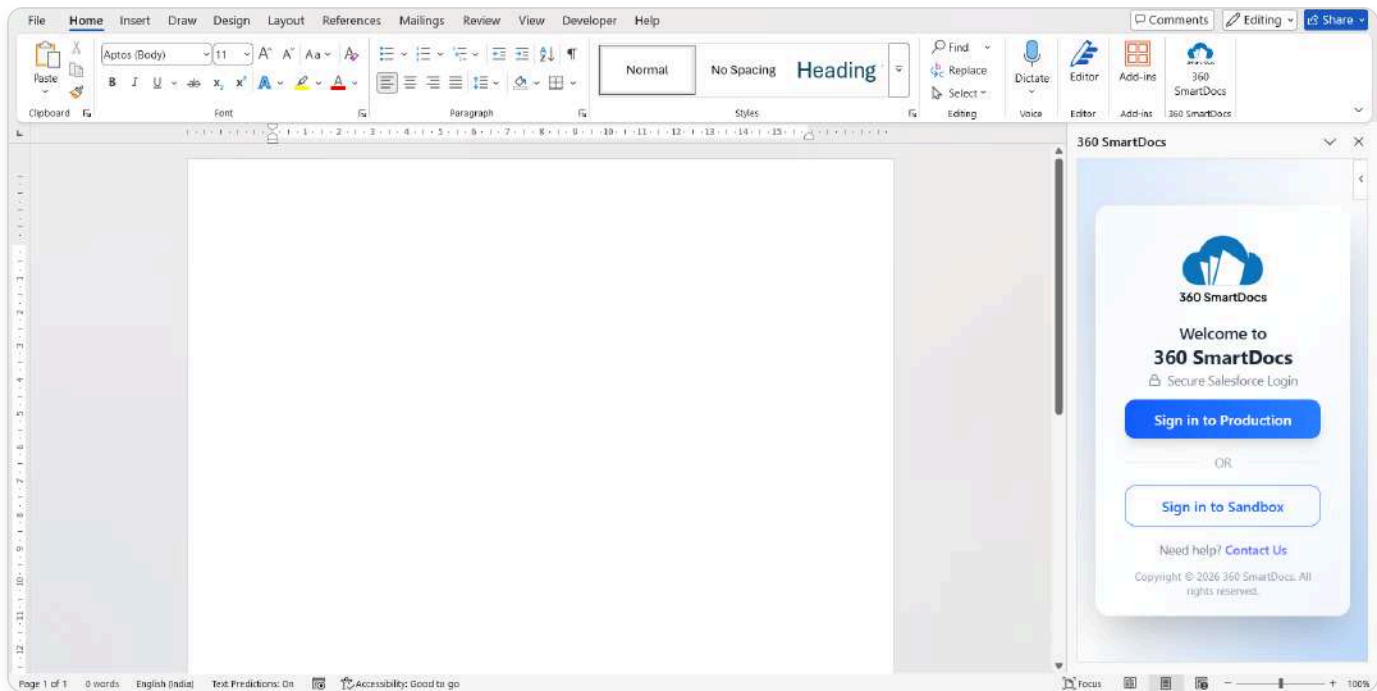 File Home Insert Draw Design Layout References Mailings Review View Developer Help
Comments Editing Share
Paste
Clipboard
Aptos (Body) 11
Font
Paragraph
Normal No Spacing Heading
Styles
Find
Replace
Select
Editing
Dictate
Voice
Editor
Editor
Add-ins
Add-ins
360
SmartDocs
360 SmartDocs
360 SmartDocs
360 SmartDocs
Welcome to
360 SmartDocs
Secure Salesforce Login
Sign in to Production
OR
Sign in to Sandbox
Need help? Contact Us
Copyright © 2026 360 SmartDocs. All
rights reserved.
Page 1 of 1 0 words English (India) Text Predictions: On Accessibility: Good to go Focus 100%